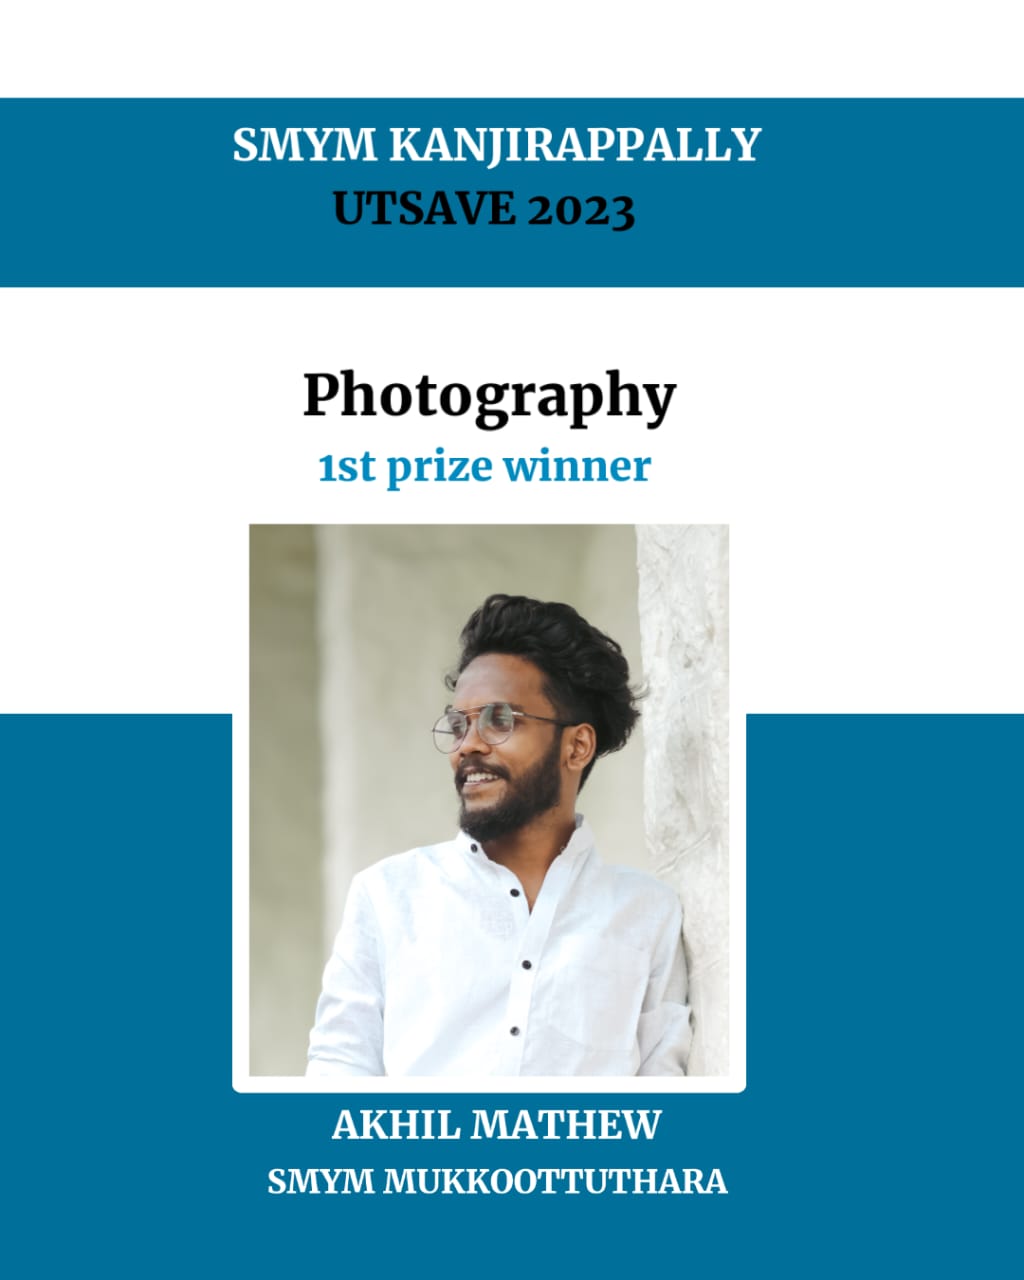 SMYM KANJIRAPPALLY
UTSAVE 2023
Photography
1st prize winner
AKHIL MATHEW
SMYM MUKKOOTTUTHARA